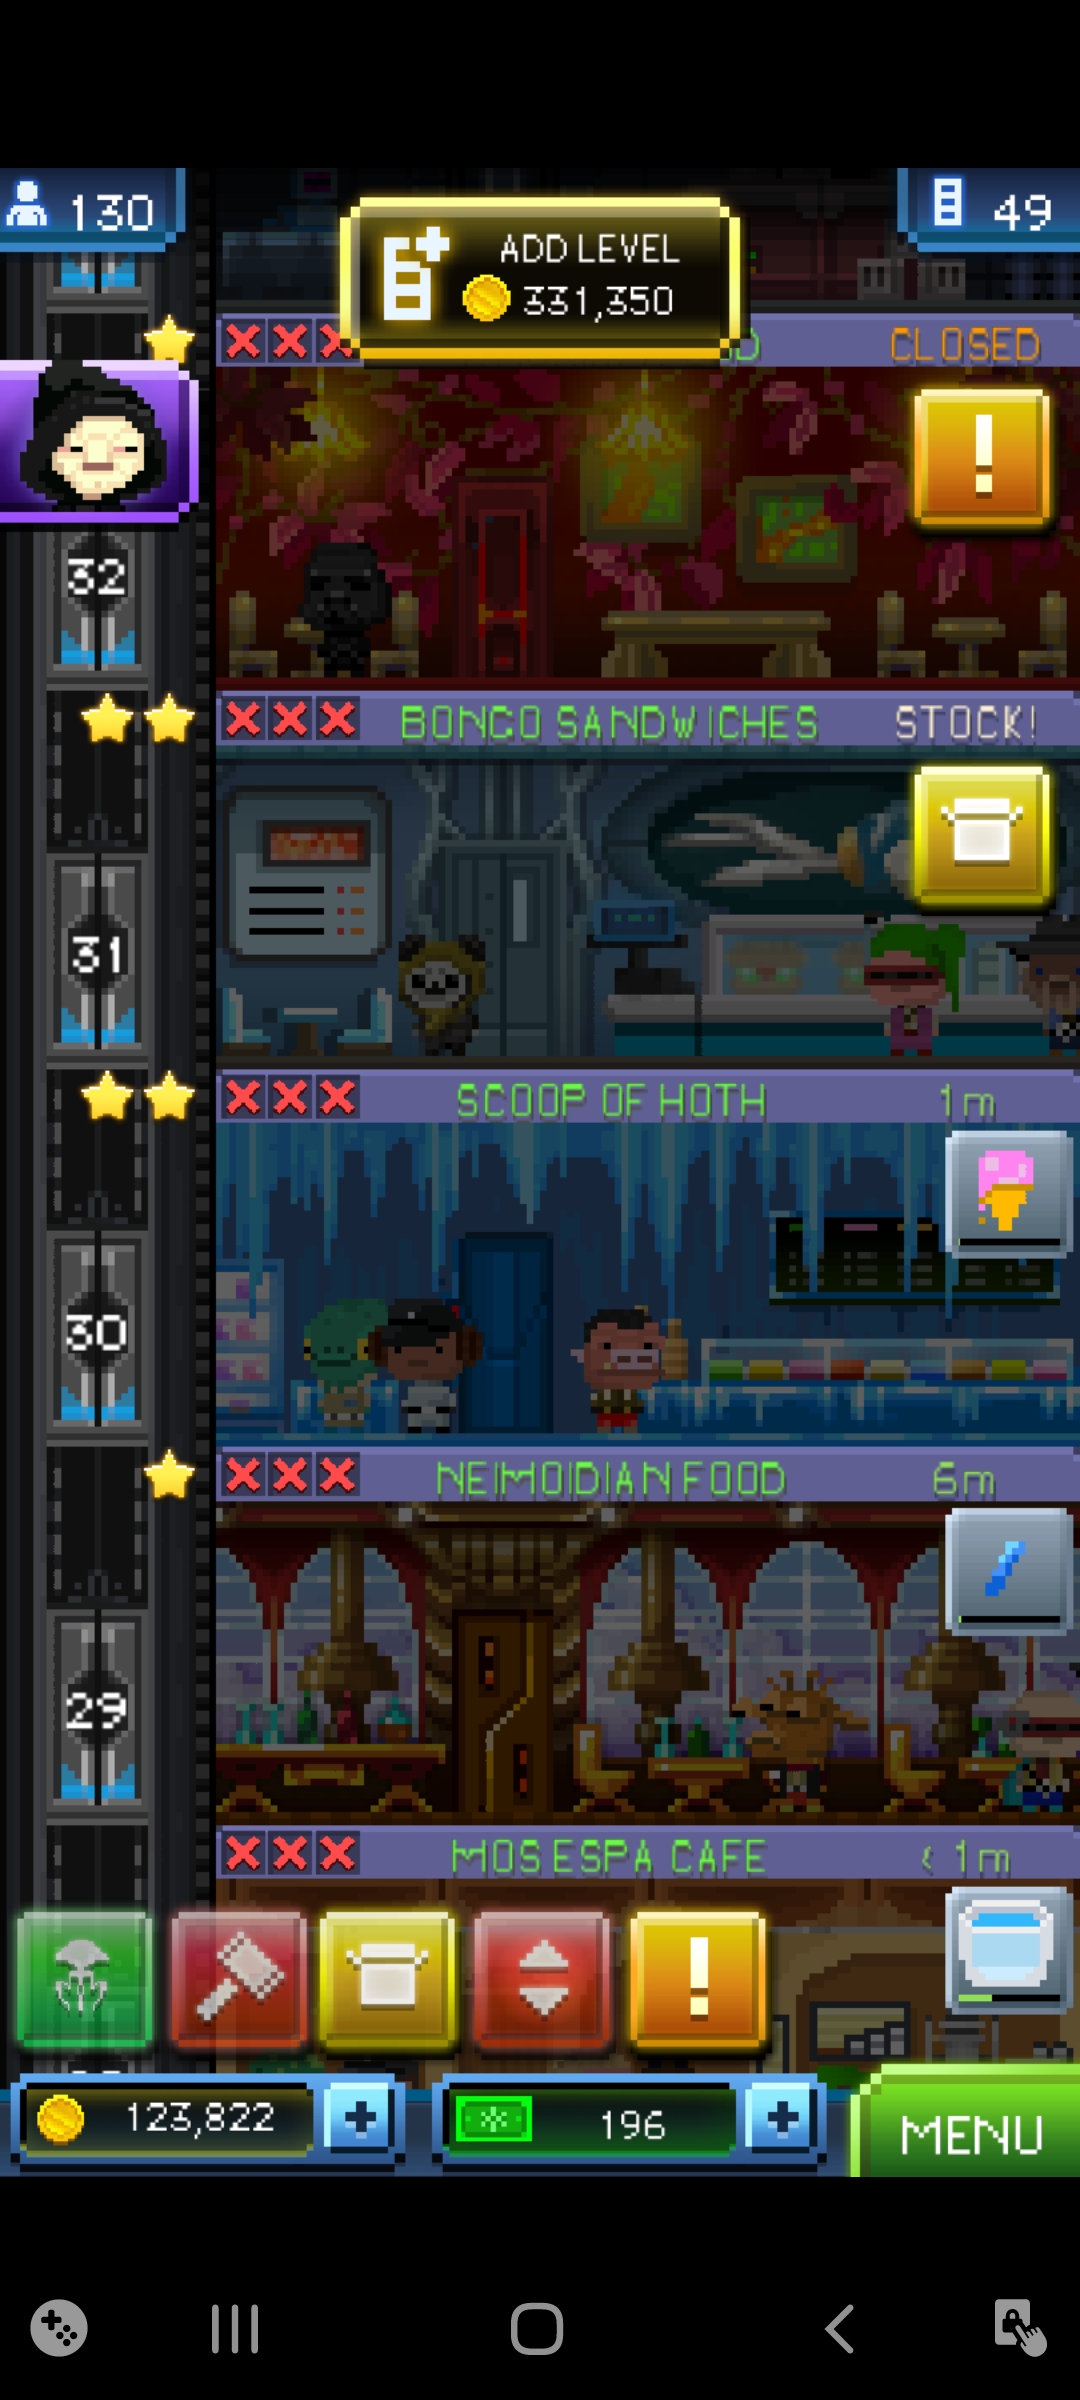 130
49
ADD LEVEL
331,350
CLOSED
32
BONGO SANDWICHES STOCK!
31
SCOOP OF HOTH 1m
30
NEIMOIDIAN FOOD 6m
29
MOS ESPA CAFE < 1m
123,822
196
MENU